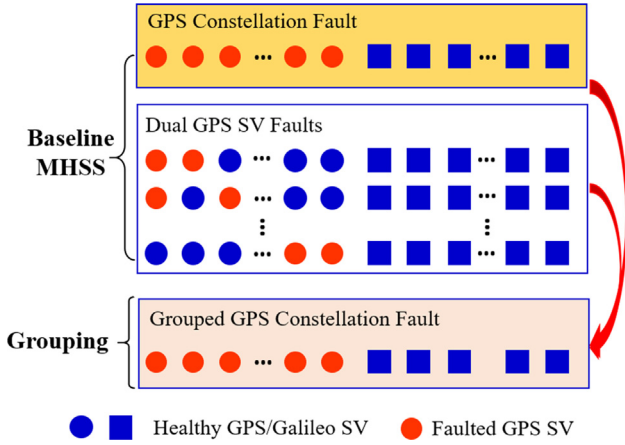 GPS Constellation Fault
Baseline
MHSS
Dual GPS SV Faults
Grouping
Grouped GPS Constellation Fault
Healthy GPS/Galileo SV
Faulted GPS SV